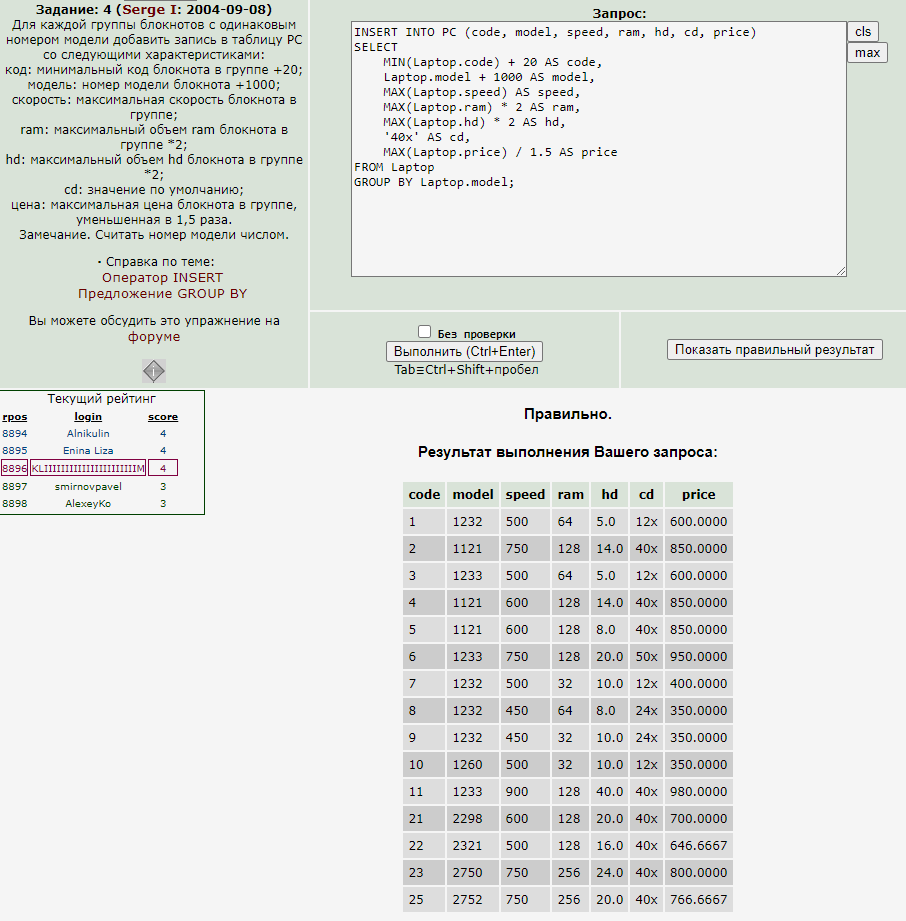 Задание: 4 (Serge I: 2004-09-08)
Для каждой группы блокнотов с одинаковым
номером модели добавить запись в таблицу PC
со следующими характеристиками:
код: минимальный код блокнота в группе +20;
модель: номер модели блокнота +1000;
скорость: максимальная скорость блокнота в
группе;
ram: максимальный объем ram блокнота в
группе *2;
hd: максимальный объем hd блокнота в группе
*2;
cd: значение по умолчанию;
цена: максимальная цена блокнота в группе,
уменьшенная в 1,5 раза.
Замечание. Считать номер модели числом.
· Справка по теме:
Оператор INSERT
Предложение GROUP BY
Вы можете обсудить это упражнение на
форуме
Запрос:
INSERT INTO PC (code, model, speed, ram, hd, cd, price)
SELECT
MIN(Laptop.code) + 20 AS code,
Laptop.model + 1000 AS model,
MAX(Laptop.speed) AS speed,
MAX(Laptop.ram) * 2 AS ram,
MAX(Laptop.hd) * 2 AS hd,
'40x' AS cd,
MAX(Laptop.price) / 1.5 AS price
FROM Laptop
GROUP BY Laptop.model;
cls
max
Без проверки
Выполнить (Ctrl+Enter)
Tab≡Ctrl+Shift+пробел
Показать правильный результат
Текущий рейтинг
rpos login score
8894 Alnikulin 4
8895 Enina Liza 4
8896 4
8897 smirnovpavel 3
8898 AlexeyKo 3
Правильно.
Результат выполнения Вашего запроса:
code model speed ram hd cd price
1 1232 500 64 5.0 12x 600.0000
2 1121 750 128 14.0 40x 850.0000
3 1233 500 64 5.0 12x 600.0000
4 1121 600 128 14.0 40x 850.0000
5 1121 600 128 8.0 40x 850.0000
6 1233 750 128 20.0 50x 950.0000
7 1232 500 32 10.0 12x 400.0000
8 1232 450 64 8.0 24x 350.0000
9 1232 450 32 10.0 24x 350.0000
10 1260 500 32 10.0 12x 350.0000
11 1233 900 128 40.0 40x 980.0000
21 2298 600 128 20.0 40x 700.0000
22 2321 500 128 16.0 40x 646.6667
23 2750 750 256 24.0 40x 800.0000
25 2752 750 256 20.0 40x 766.6667